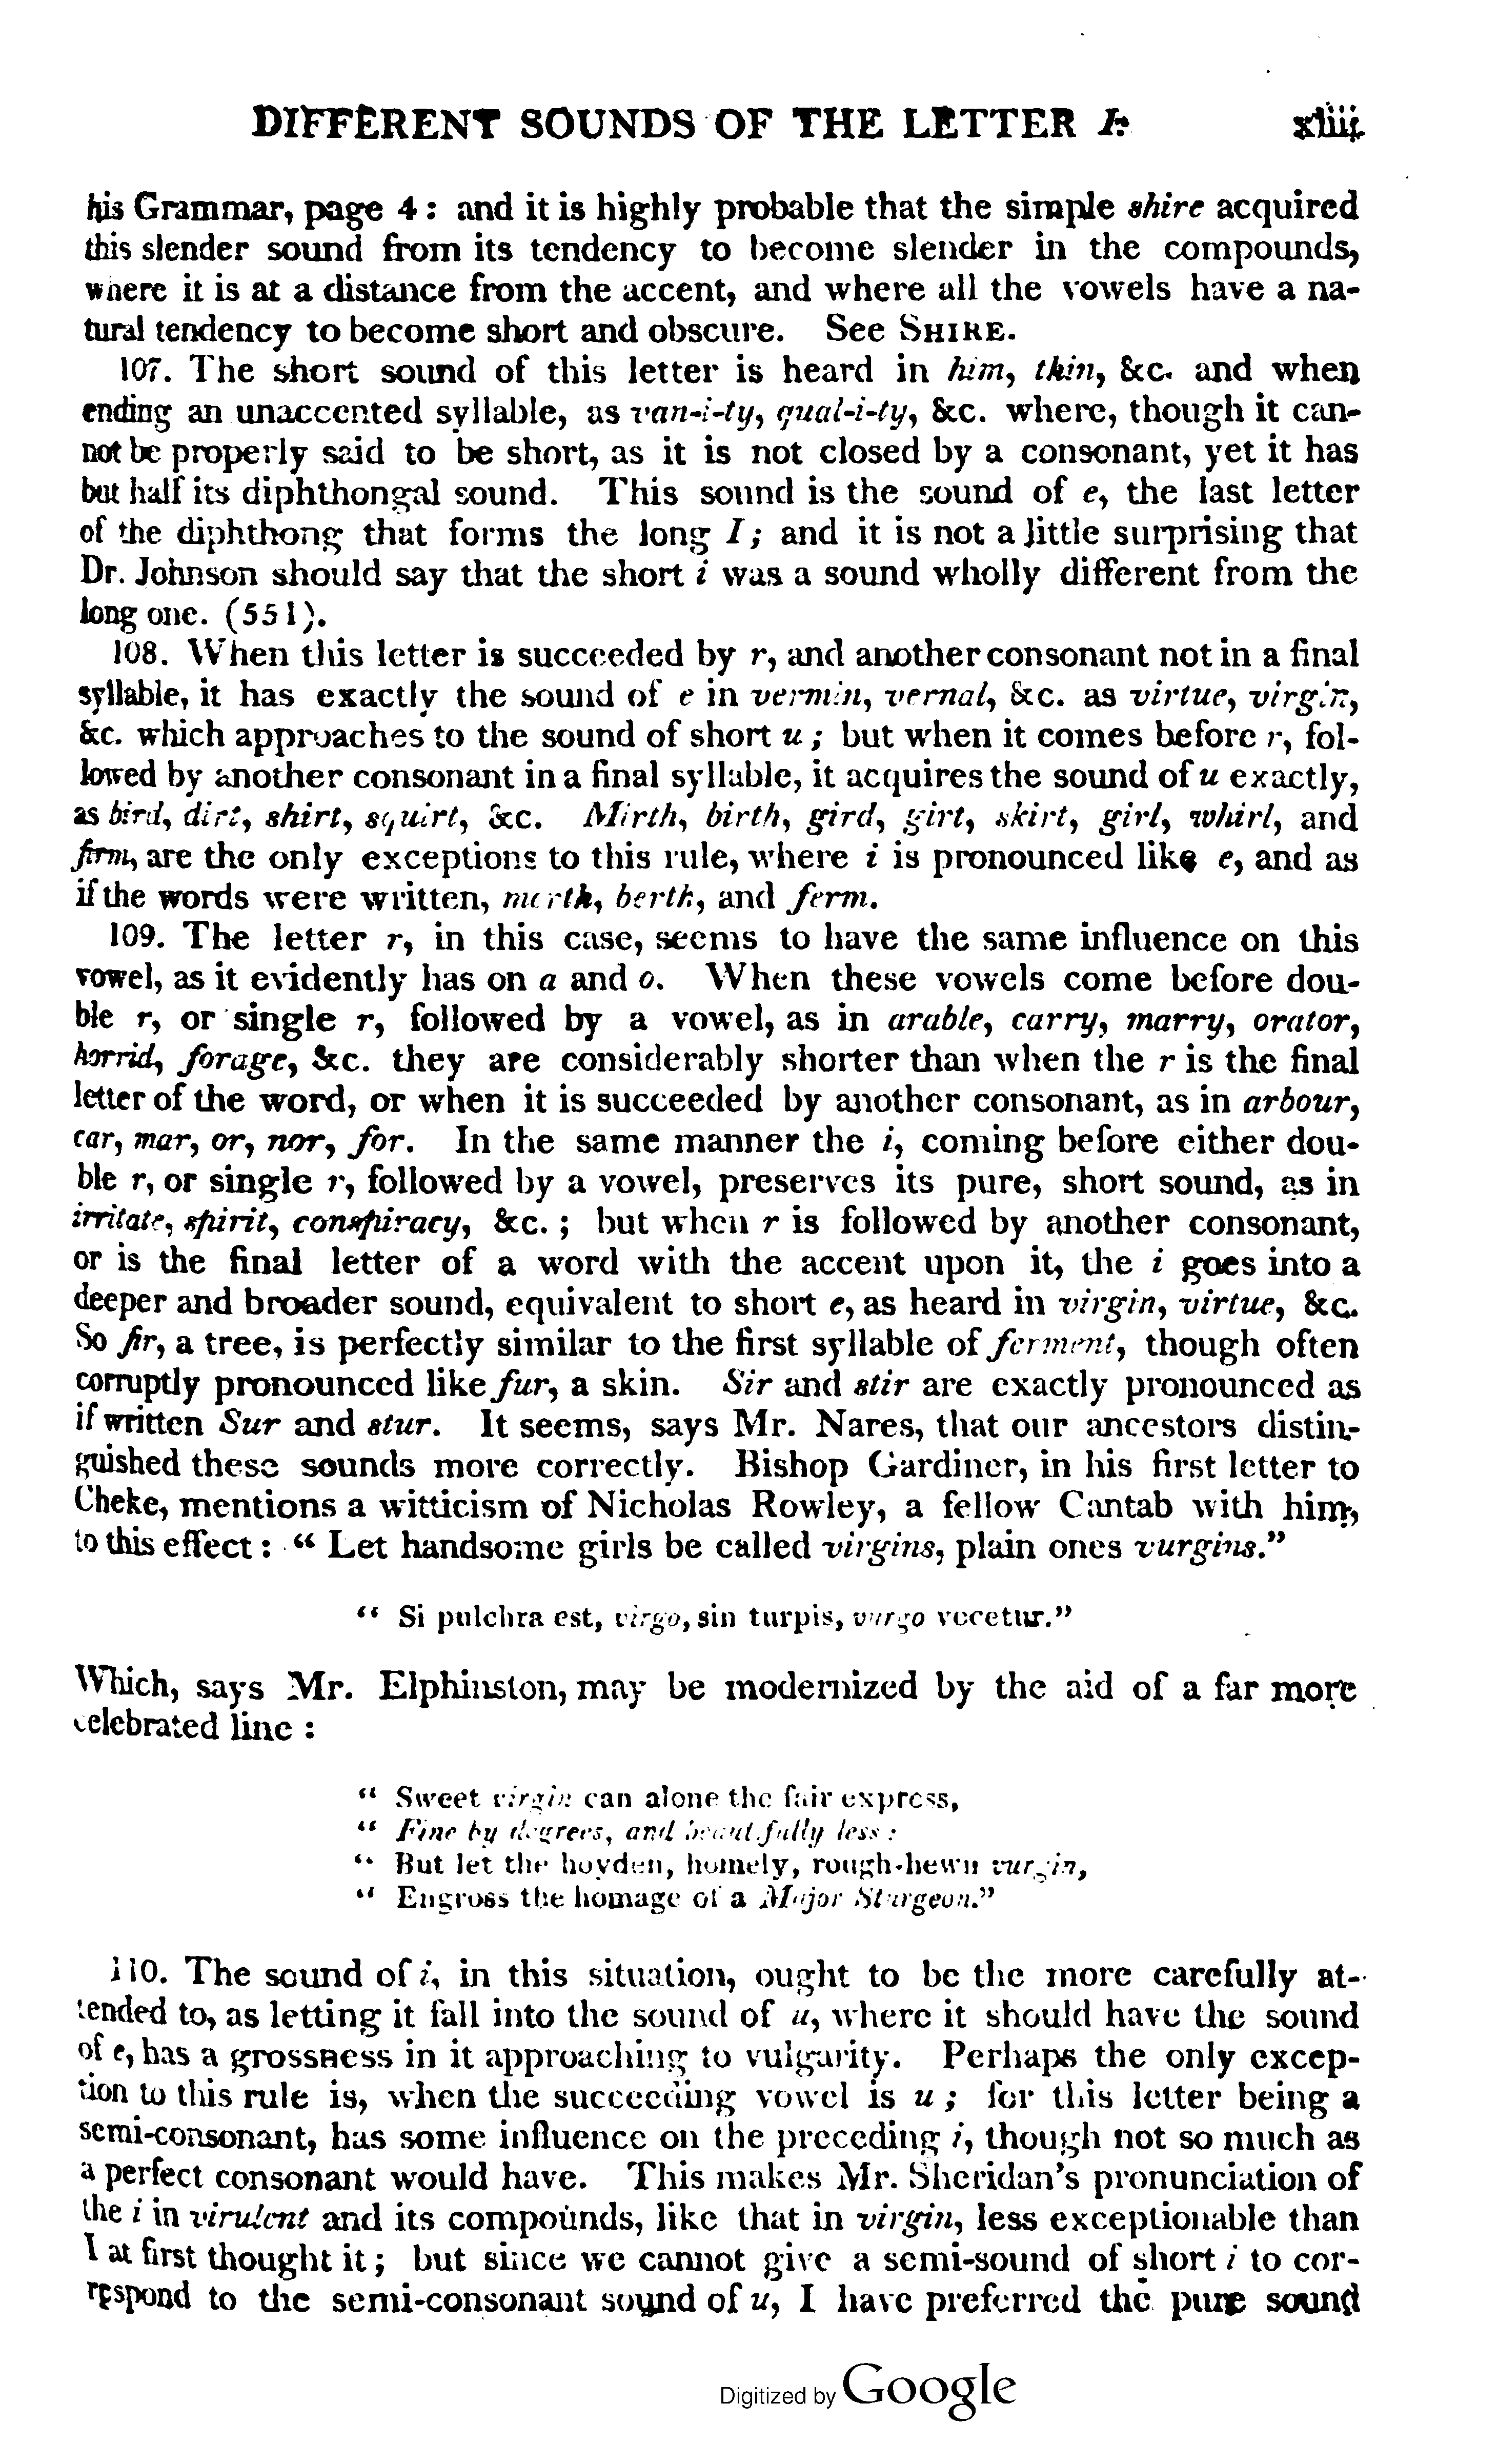 DIFFERENT SOUNDS OF THE LETTER I. xliii
his Grammar, page 4 : and it is highly probable that the simple shire acquired
this slender sound from its tendency to become slender in the compounds,
where it is at a distance from the accent, and where all the vowels have a na-
tural tendency to become short and obscure. See SHIRE.
107. The short sound of this letter is heard in him, thin, &c. and when
ending an unaccented syllable, as van-i-ty, qual-i-ty, &c. where, though it can-
not be properly said to be short, as it is not closed by a consonant, yet it has
but half its diphthongal sound. This sound is the sound of e, the last letter
of the diphthong that forms the long I; and it is not a little surprising that
Dr. Johnson should say that the short i was a sound wholly different from the
long one. (551).
108. When this letter is succeeded by r, and another consonant not in a final
syllable, it has exactly the sound of e in vermin, vernal, &c. as virtue, virgin,
&c. which approaches to the sound of short u ; but when it comes before r, fol-
lowed by another consonant in a final syllable, it acquires the sound of u exactly,
as bird, dirt, shirt, squirt, &c. Mirth, birth, gird, girt, skirt, girl, whirl, and
firm, are the only exceptions to this rule, where i is pronounced like e, and as
if the words were written, merth, berth, and ferm.
109. The letter r, in this case, seems to have the same influence on this
vowel, as it evidently has on a and o. When these vowels come before dou-
ble r, or single r, followed by a vowel, as in arable, carry, marry, orator,
horrid, forage, &c. they are considerably shorter than when the r is the final
letter of the word, or when it is succeeded by another consonant, as in arbour,
car, mar, or, nor, for. In the same manner the i, coming before either dou-
ble r, or single r, followed by a vowel, preserves its pure, short sound, as in
irritate, spirit, conspiracy, &c. ; but when r is followed by another consonant,
or is the final letter of a word with the accent upon it, the i goes into a
deeper and broader sound, equivalent to short e, as heard in virgin, virtue, &c.
So fir, a tree, is perfectly similar to the first syllable of ferment, though often
corruptly pronounced like fur, a skin. Sir and stir are exactly pronounced as
if written Sur and stur. It seems, says Mr. Nares, that our ancestors distin-
guished these sounds more correctly. Bishop Gardiner, in his first letter to
Cheke, mentions a witticism of Nicholas Rowley, a fellow Cantab with him,
to this effect : “ Let handsome girls be called virgins, plain ones vurgins.”
“ Si pulchra est, virgo, sin turpis, vurgo vocetur.”
Which, says Mr. Elphinston, may be modernized by the aid of a far more
celebrated line :
“ Sweet virgin can alone the fair express,
“ Fine by degrees, and beautifully less :
“ But let the hoyden, homely, rough-hewn vurgin,
“ Engross the homage of a Major Sturgeon.”
110. The sound of i, in this situation, ought to be the more carefully at-
tended to, as letting it fall into the sound of u, where it should have the sound
of e, has a grossness in it approaching to vulgarity. Perhaps the only excep-
tion to this rule is, when the succeeding vowel is u ; for this letter being a
semi-consonant, has some influence on the preceding i, though not so much as
a perfect consonant would have. This makes Mr. Sheridan's pronunciation of
the i in virulent and its compounds, like that in virgin, less exceptionable than
I at first thought it ; but since we cannot give a semi-sound of short i to cor-
respond to the semi-consonant sound of u, I have preferred the pure sound
Digitized by Google